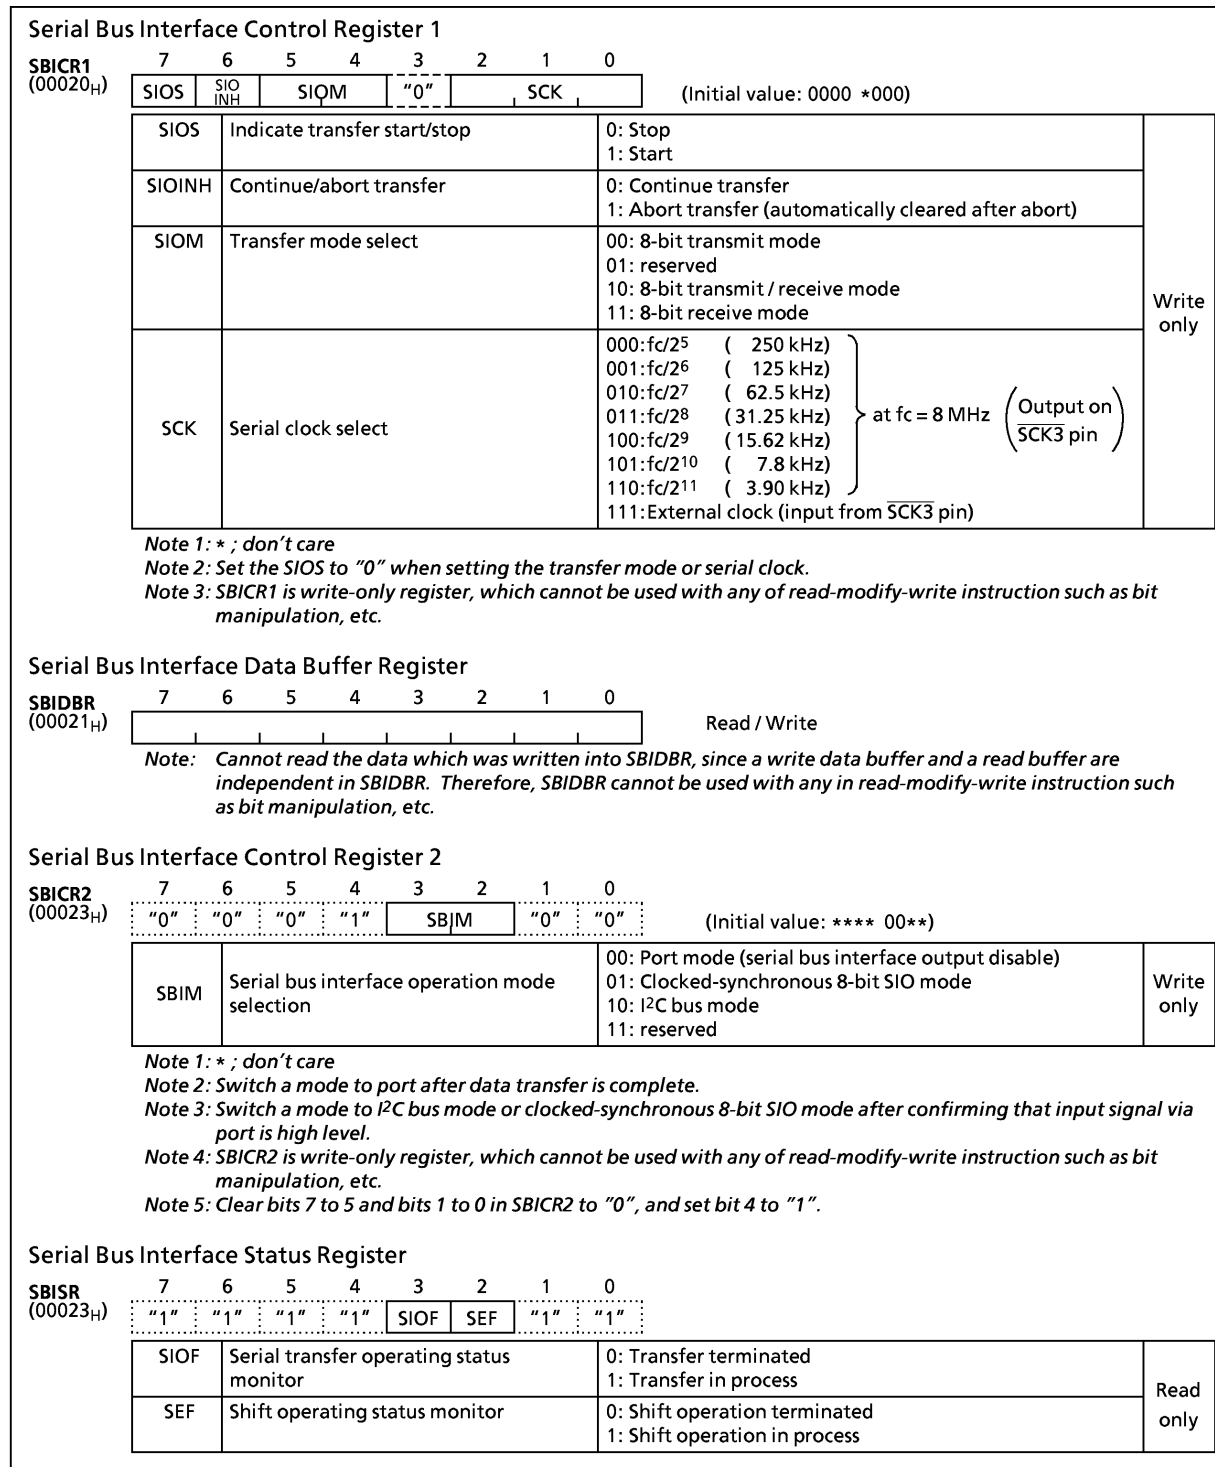 Serial Bus Interface Control Register 1
SBICR1
(00020H)
7 6 5 4 3 2 1 0
SIOS SIO INH SIOM “0” SCK (Initial value: 0000 *000)
SIOS Indicate transfer start/stop 0: Stop
1: Start
SIOINH Continue/abort transfer 0: Continue transfer
1: Abort transfer (automatically cleared after abort)
SIOM Transfer mode select 00: 8-bit transmit mode
01: reserved
10: 8-bit transmit / receive mode
11: 8-bit receive mode
Write only
SCK Serial clock select
000:fc/2⁵ ( 250 kHz)
001:fc/2⁶ ( 125 kHz)
010:fc/2⁷ ( 62.5 kHz)
011:fc/2⁸ (31.25 kHz)
100:fc/2⁹ (15.62 kHz)
101:fc/2¹⁰ ( 7.8 kHz)
110:fc/2¹¹ ( 3.90 kHz)
at fc = 8 MHz (Output on SCK3 pin)
111:External clock (input from SCK3 pin)
Note 1: * ; don’t care
Note 2: Set the SIOS to ”0” when setting the transfer mode or serial clock.
Note 3: SBICR1 is write-only register, which cannot be used with any of read-modify-write instruction such as bit
manipulation, etc.
Serial Bus Interface Data Buffer Register
SBIDBR
(00021H)
7 6 5 4 3 2 1 0
Read / Write
Note: Cannot read the data which was written into SBIDBR, since a write data buffer and a read buffer are
independent in SBIDBR. Therefore, SBIDBR cannot be used with any in read-modify-write instruction such
as bit manipulation, etc.
Serial Bus Interface Control Register 2
SBICR2
(00023H)
7 6 5 4 3 2 1 0
“0” “0” “0” “1” SBIM “0” “0” (Initial value: **** 00**)
SBIM Serial bus interface operation mode
selection
00: Port mode (serial bus interface output disable)
01: Clocked-synchronous 8-bit SIO mode
10: I²C bus mode
11: reserved
Write only
Note 1: * ; don’t care
Note 2: Switch a mode to port after data transfer is complete.
Note 3: Switch a mode to I²C bus mode or clocked-synchronous 8-bit SIO mode after confirming that input signal via
port is high level.
Note 4: SBICR2 is write-only register, which cannot be used with any of read-modify-write instruction such as bit
manipulation, etc.
Note 5: Clear bits 7 to 5 and bits 1 to 0 in SBICR2 to ”0”, and set bit 4 to ”1”.
Serial Bus Interface Status Register
SBISR
(00023H)
7 6 5 4 3 2 1 0
“1” “1” “1” “1” SIOF SEF “1” “1”
SIOF Serial transfer operating status
monitor
0: Transfer terminated
1: Transfer in process
SEF Shift operating status monitor 0: Shift operation terminated
1: Shift operation in process
Read only